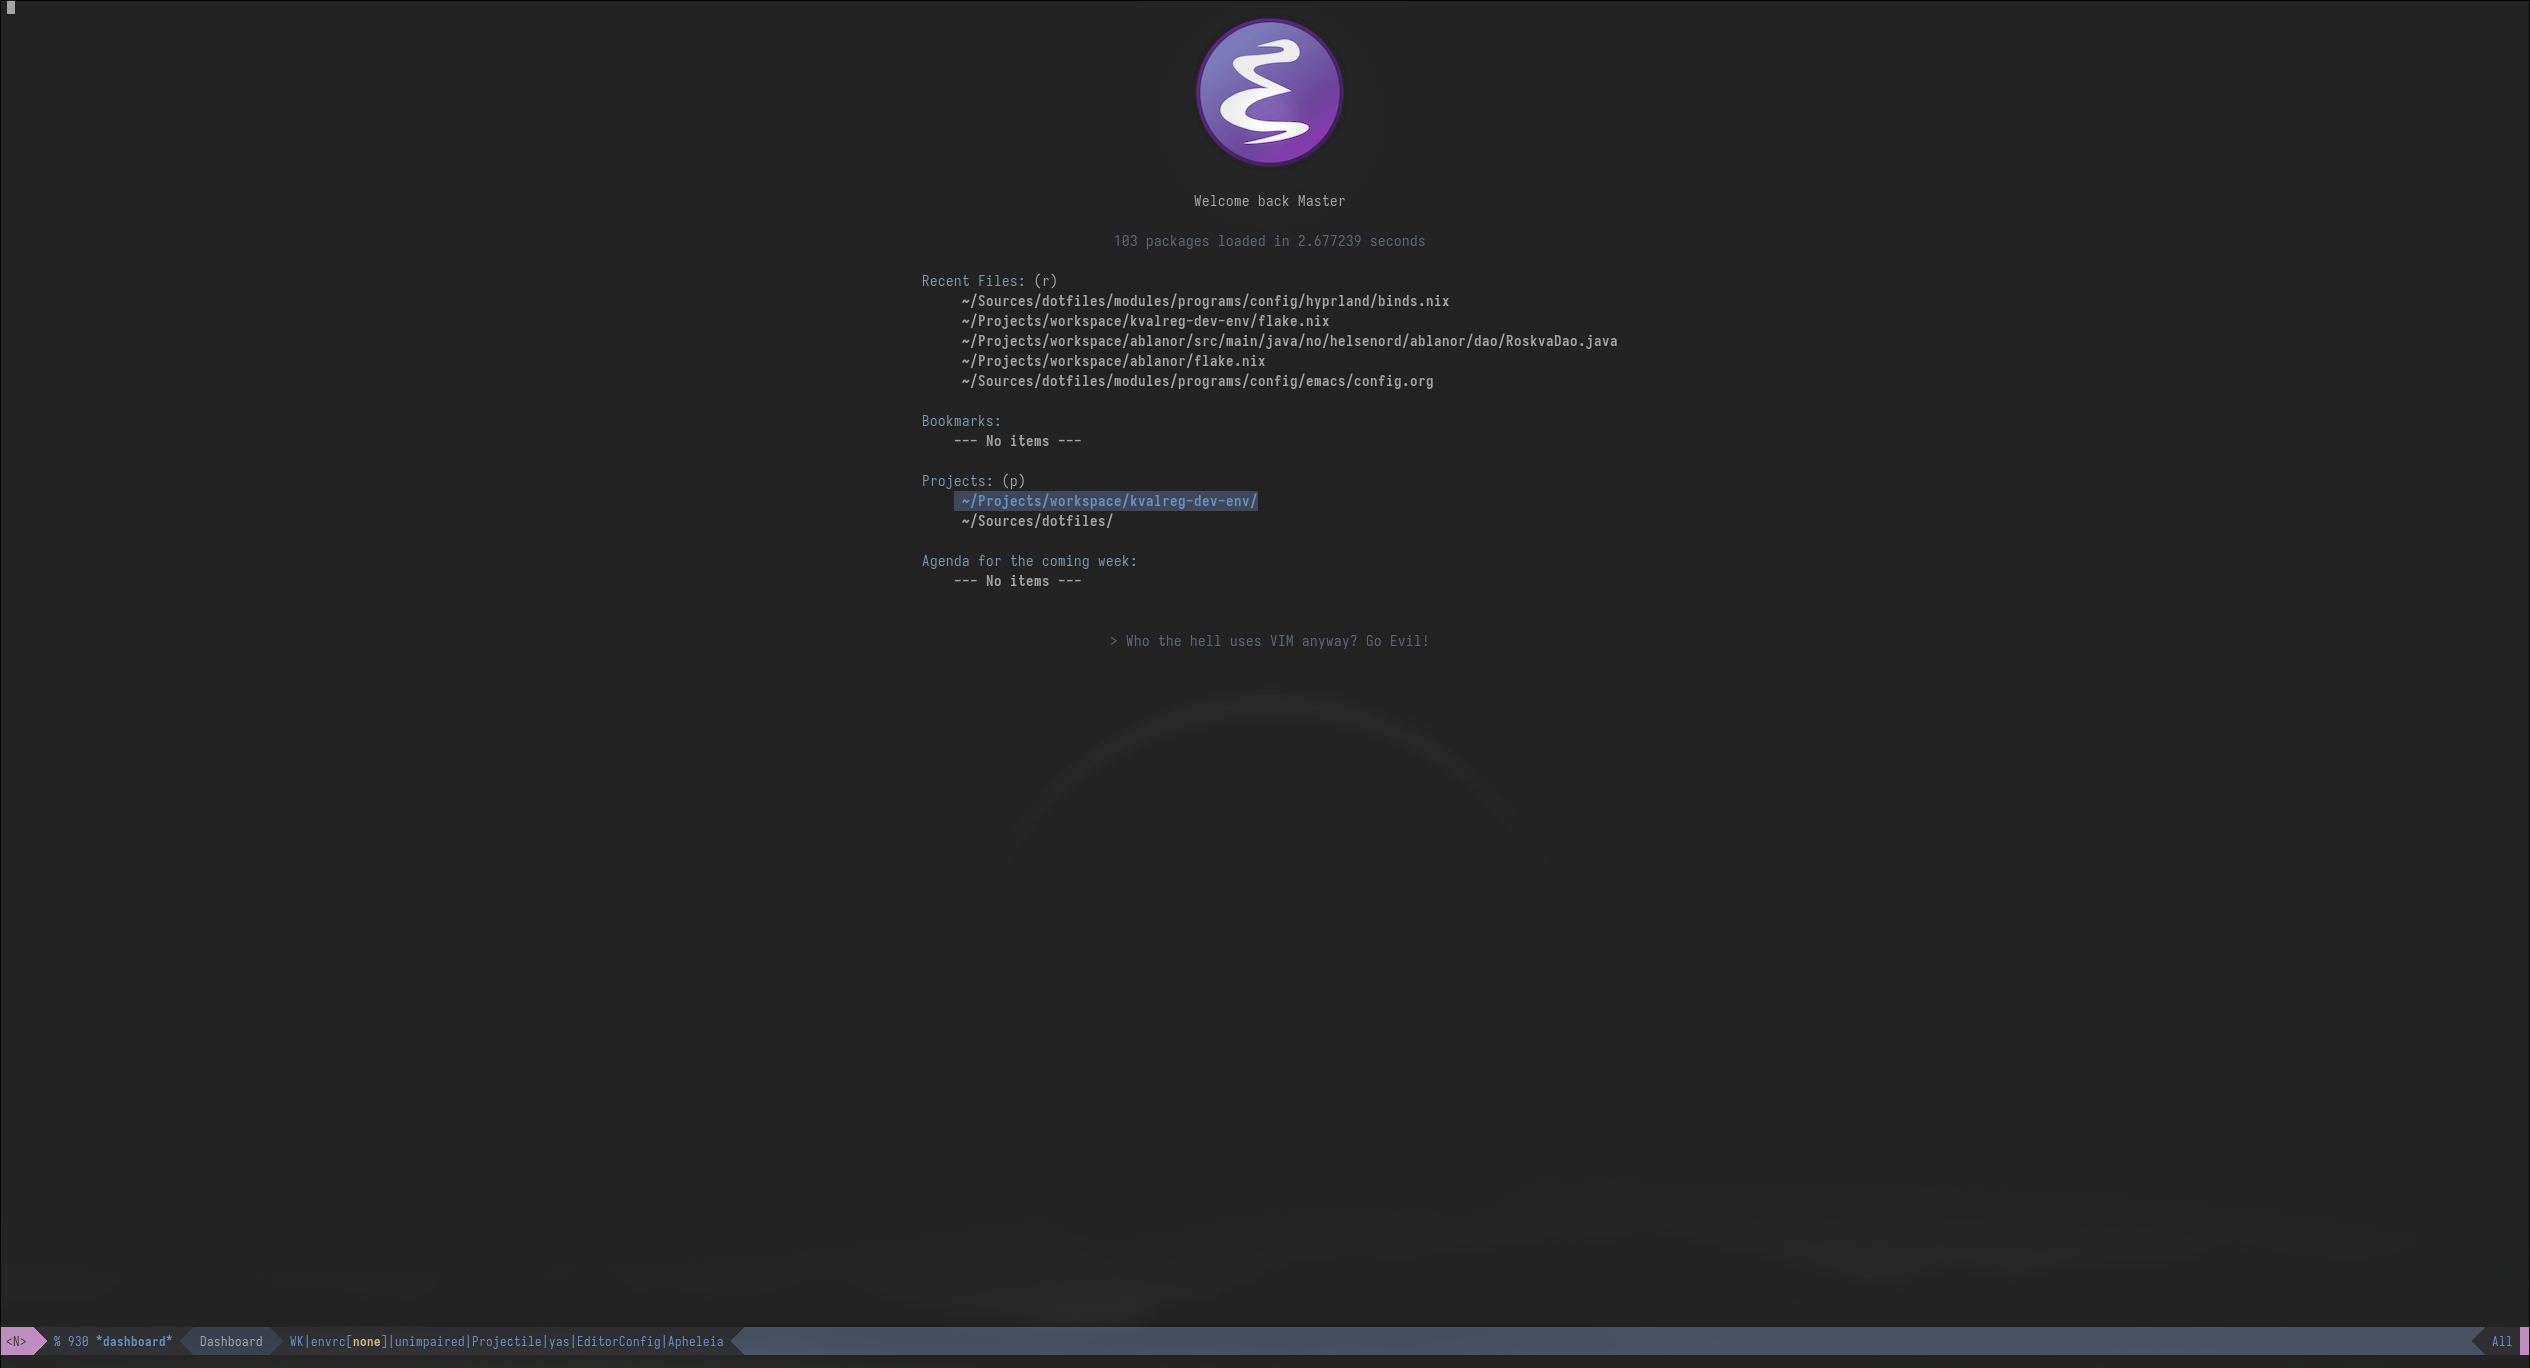 Welcome back Master
103 packages loaded in 2.677239 seconds
Recent Files: (r)
~/Sources/dotfiles/modules/programs/config/hyprland/binds.nix
~/Projects/workspace/kvalreg-dev-env/flake.nix
~/Projects/workspace/ablanor/src/main/java/no/helsenord/ablanor/dao/RoskvaDao.java
~/Projects/workspace/ablanor/flake.nix
~/Sources/dotfiles/modules/programs/config/emacs/config.org
Bookmarks:
--- No items ---
Projects: (p)
~/Projects/workspace/kvalreg-dev-env/
~/Sources/dotfiles/
Agenda for the coming week:
--- No items ---
> Who the hell uses VIM anyway? Go Evil!
<N> % 930 *dashboard* Dashboard WK|envrc[none]|unimpaired|Projectile|yas|EditorConfig|Apheleia All